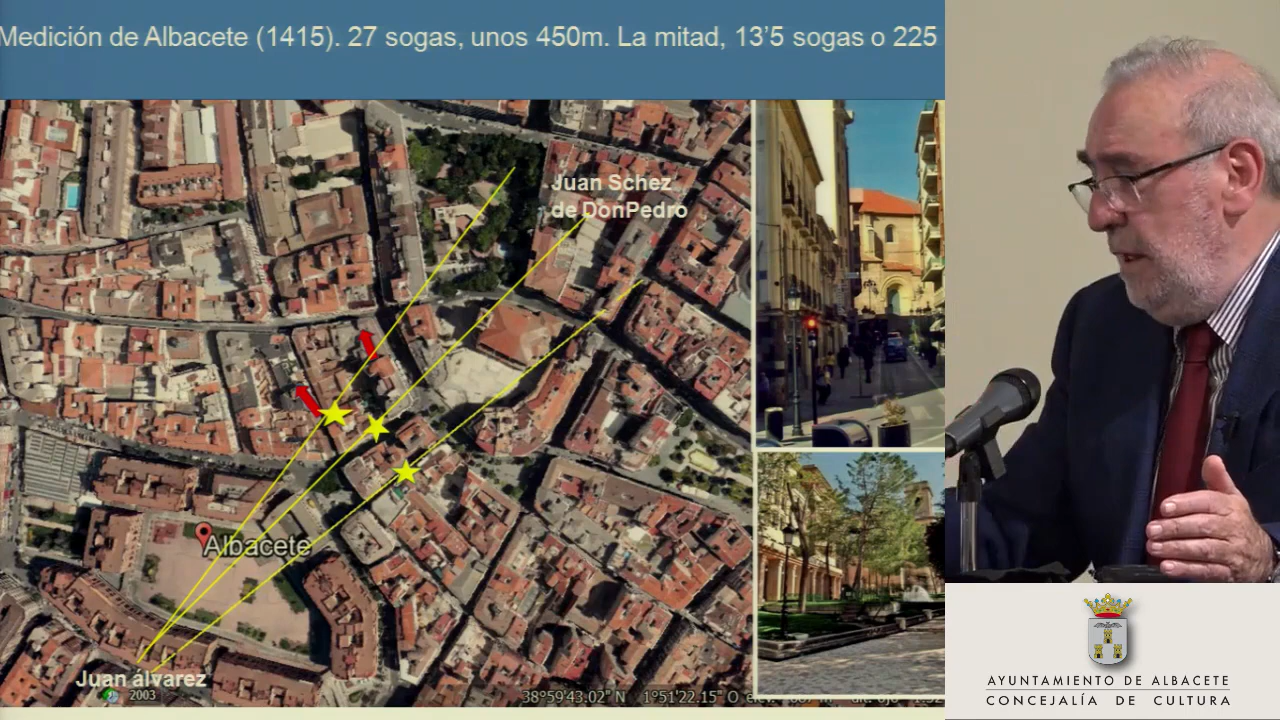 Medición de Albacete (1415). 27 sogas, unos 450m. La mitad, 13'5 sogas o 225
Juan Schez
de DonPedro
Albacete
Juan álvarez
2003
38°59'43.02" N 1°51'22.15" O
AYUNTAMIENTO DE ALBACETE
CONCEJALÍA DE CULTURA